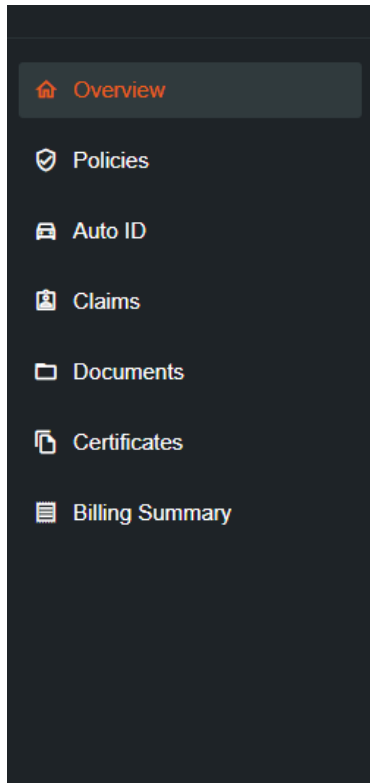 Overview
Policies
Auto ID
Claims
Documents
Certificates
Billing Summary